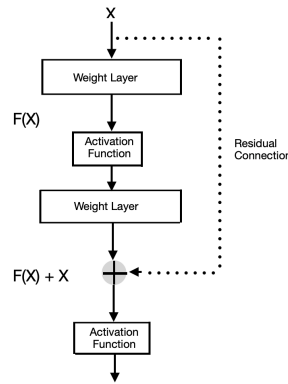 X
Weight Layer
F(X)
Activation
Function
Residual
Connection
Weight Layer
F(X) + X
Activation
Function